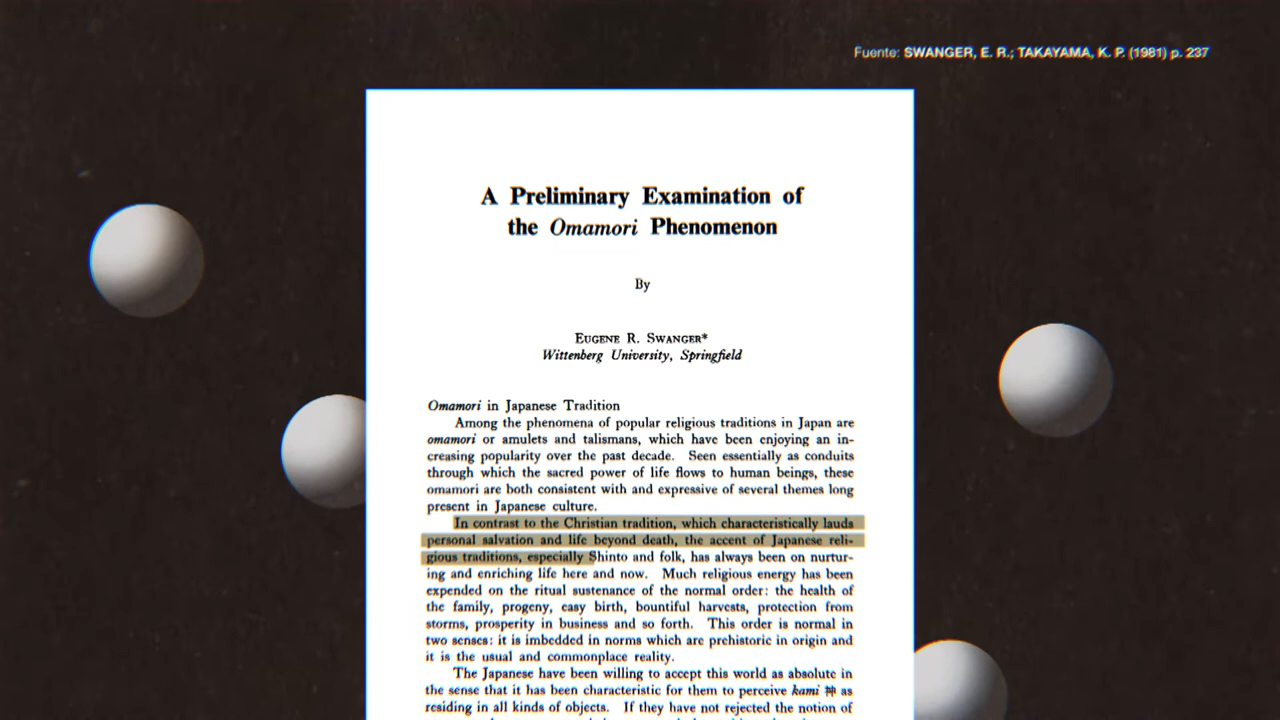 Fuente: SWANGER, E. R.; TAKAYAMA, K. P. (1981) p. 237
A Preliminary Examination of
the Omamori Phenomenon
By
EUGENE R. SWANGER*
Wittenberg University, Springfield
Omamori in Japanese Tradition
Among the phenomena of popular religious traditions in Japan are
omamori or amulets and talismans, which have been enjoying an in-
creasing popularity over the past decade. Seen essentially as conduits
through which the sacred power of life flows to human beings, these
omamori are both consistent with and expressive of several themes long
present in Japanese culture.
In contrast to the Christian tradition, which characteristically lauds
personal salvation and life beyond death, the accent of Japanese reli-
gious traditions, especially Shinto and folk, has always been on nurtur-
ing and enriching life here and now. Much religious energy has been
expended on the ritual sustenance of the normal order: the health of
the family, progeny, easy birth, bountiful harvests, protection from
storms, prosperity in business and so forth. This order is normal in
two senses: it is imbedded in norms which are prehistoric in origin and
it is the usual and commonplace reality.
The Japanese have been willing to accept this world as absolute in
the sense that it has been characteristic for them to perceive kami 神 as
residing in all kinds of objects. If they have not rejected the notion of